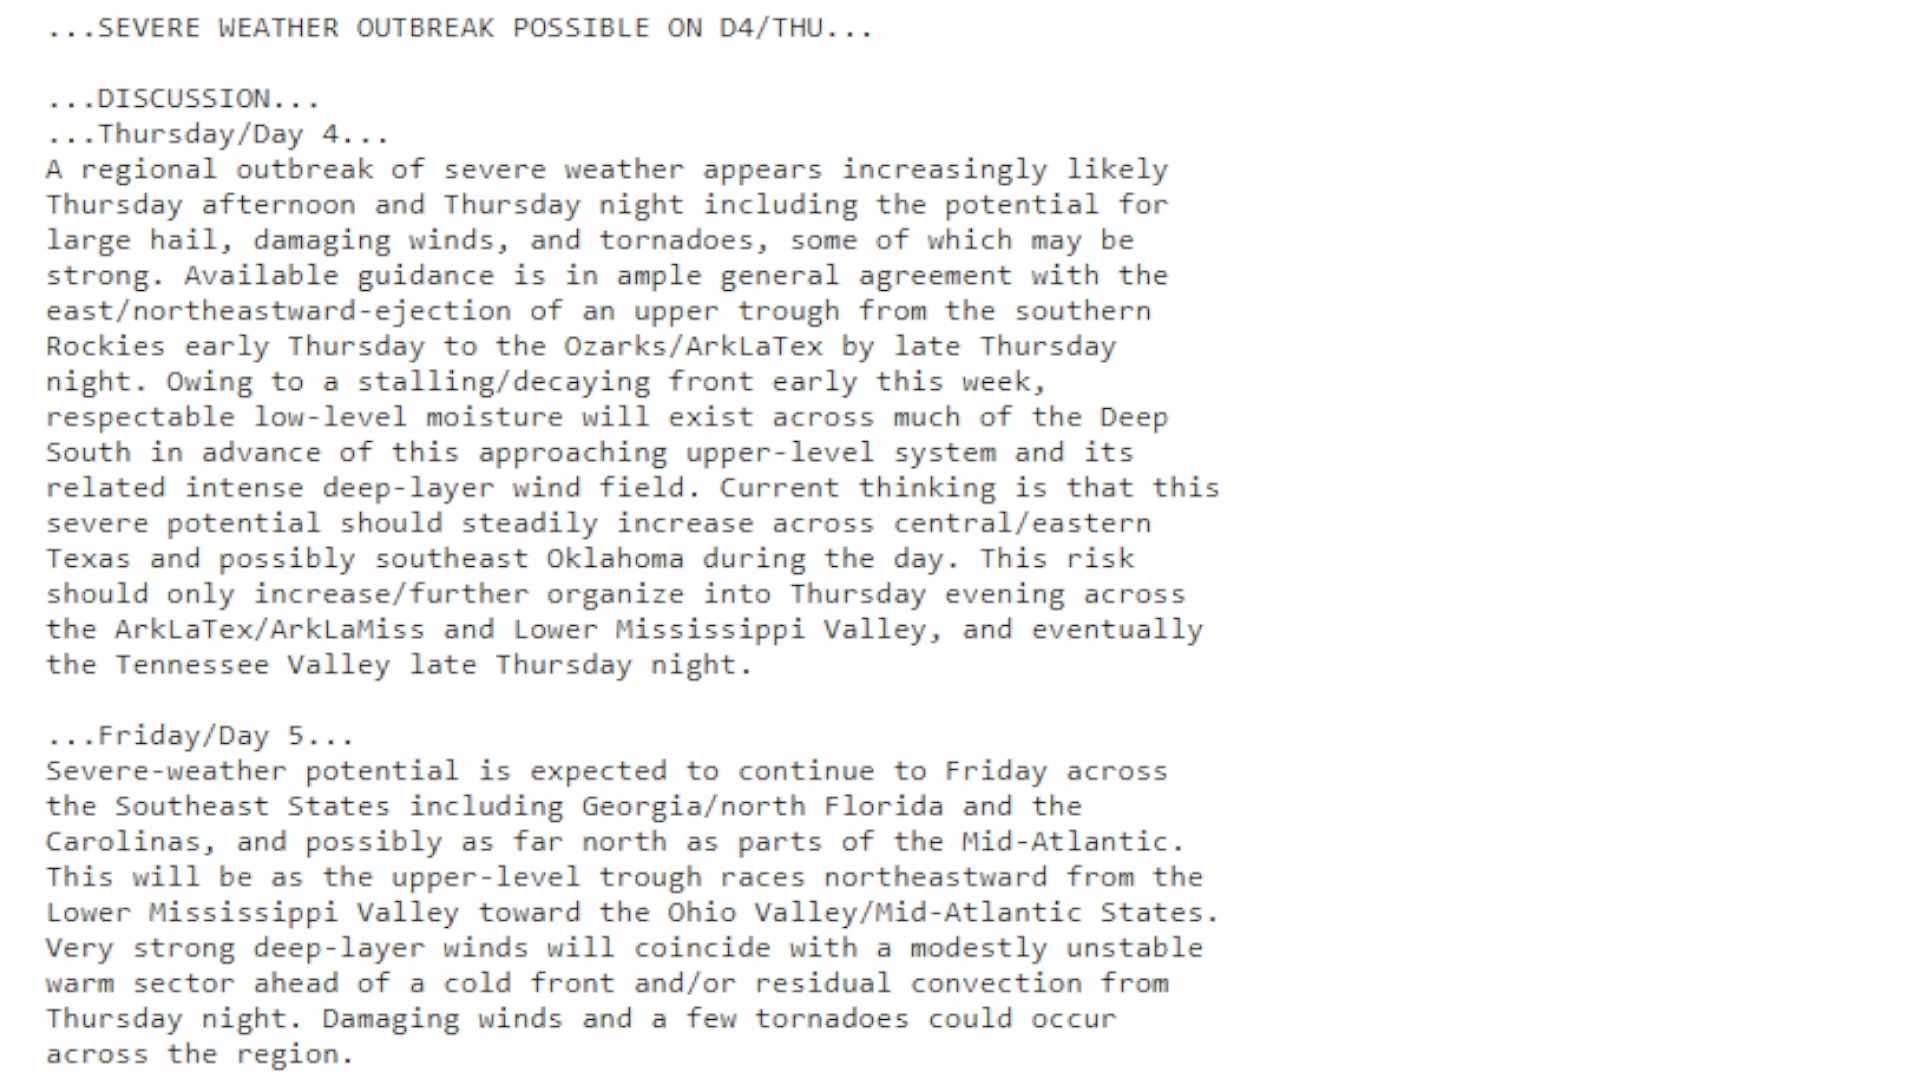 ...SEVERE WEATHER OUTBREAK POSSIBLE ON D4/THU...
...DISCUSSION...
...Thursday/Day 4...
A regional outbreak of severe weather appears increasingly likely
Thursday afternoon and Thursday night including the potential for
large hail, damaging winds, and tornadoes, some of which may be
strong. Available guidance is in ample general agreement with the
east/northeastward-ejection of an upper trough from the southern
Rockies early Thursday to the Ozarks/ArkLaTex by late Thursday
night. Owing to a stalling/decaying front early this week,
respectable low-level moisture will exist across much of the Deep
South in advance of this approaching upper-level system and its
related intense deep-layer wind field. Current thinking is that this
severe potential should steadily increase across central/eastern
Texas and possibly southeast Oklahoma during the day. This risk
should only increase/further organize into Thursday evening across
the ArkLaTex/ArkLaMiss and Lower Mississippi Valley, and eventually
the Tennessee Valley late Thursday night.
...Friday/Day 5...
Severe-weather potential is expected to continue to Friday across
the Southeast States including Georgia/north Florida and the
Carolinas, and possibly as far north as parts of the Mid-Atlantic.
This will be as the upper-level trough races northeastward from the
Lower Mississippi Valley toward the Ohio Valley/Mid-Atlantic States.
Very strong deep-layer winds will coincide with a modestly unstable
warm sector ahead of a cold front and/or residual convection from
Thursday night. Damaging winds and a few tornadoes could occur
across the region.